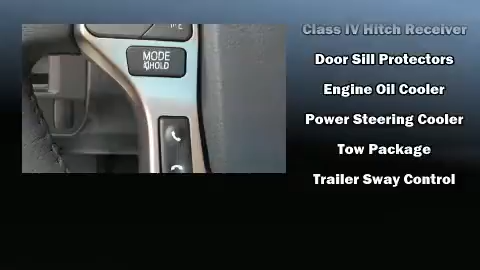 MODE
HOLD
Class IV Hitch Receiver
Door Sill Protectors
Engine Oil Cooler
Power Steering Cooler
Tow Package
Trailer Sway Control